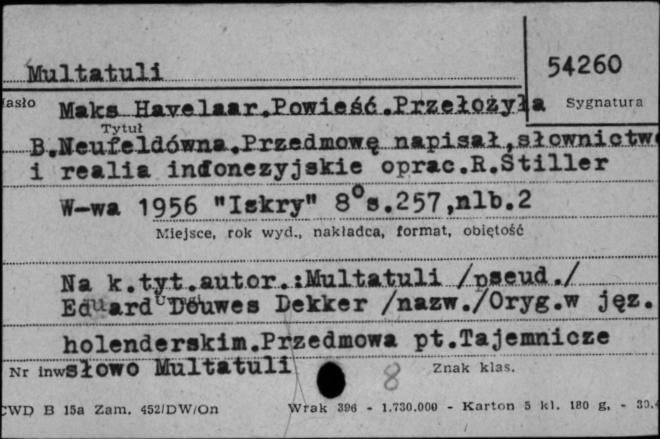 Multatuli
54260
Hasło
Sygnatura
Maks Havelaar.Powieść.Przełożyła
Tytuł
B.Neufeldówna.Przedmowę napisał,słownictwo
i realia indonezyjskie oprac.R.Stiller
W-wa 1956 "Iskry" 8°s.257,nlb.2
Miejsce, rok wyd., nakładca, format, objętość
Na k.tyt.autor.:Multatuli /pseud./
Uwagi
Eduard Douwes Dekker /nazw./Oryg.w jęz.
holenderskim.Przedmowa pt.Tajemnicze
słowo Multatuli
Nr inw.
8
Znak klas.
CWD B 15a Zam. 452/DW/On
Wrak 396 - 1.730.000 - Karton 5 kl. 180 g, -